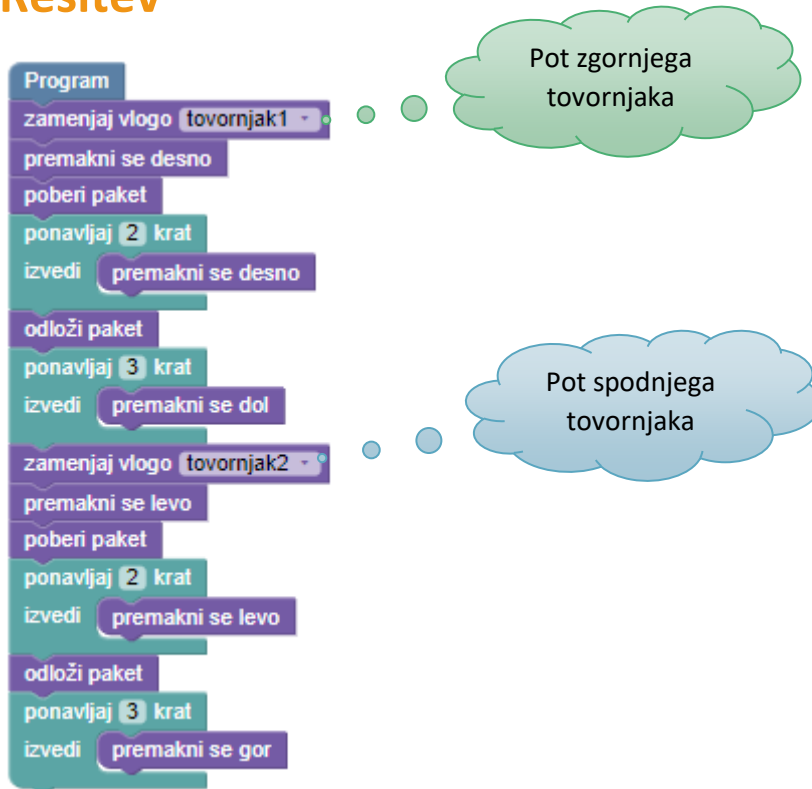 Rešitev
Program
zamenjaj vlogo tovornjak1
premakni se desno
poberi paket
ponavljaj 2 krat
izvedi premakni se desno
odloži paket
ponavljaj 3 krat
izvedi premakni se dol
zamenjaj vlogo tovornjak2
premakni se levo
poberi paket
ponavljaj 2 krat
izvedi premakni se levo
odloži paket
ponavljaj 3 krat
izvedi premakni se gor
Pot zgornjega
tovornjaka
Pot spodnjega
tovornjaka